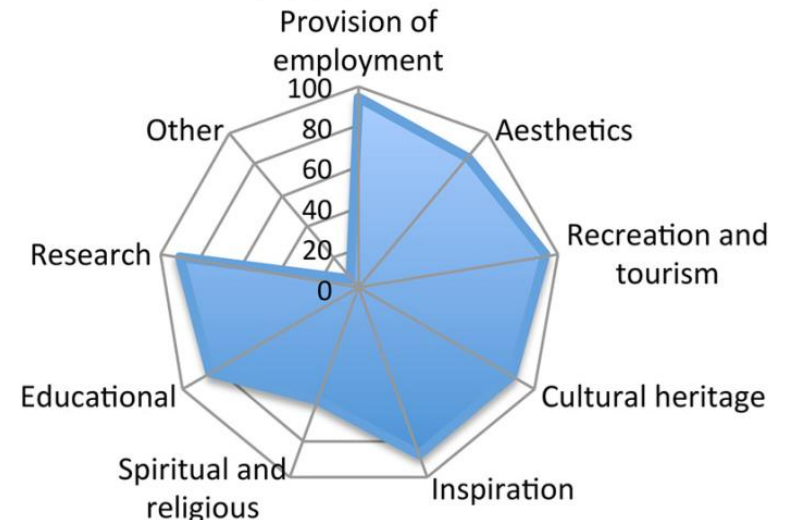 Provision of
employment
100
80
60
40
20
0
Other
Aesthetics
Research
Recreation and
tourism
Educational
Cultural heritage
Spiritual and
religious
Inspiration